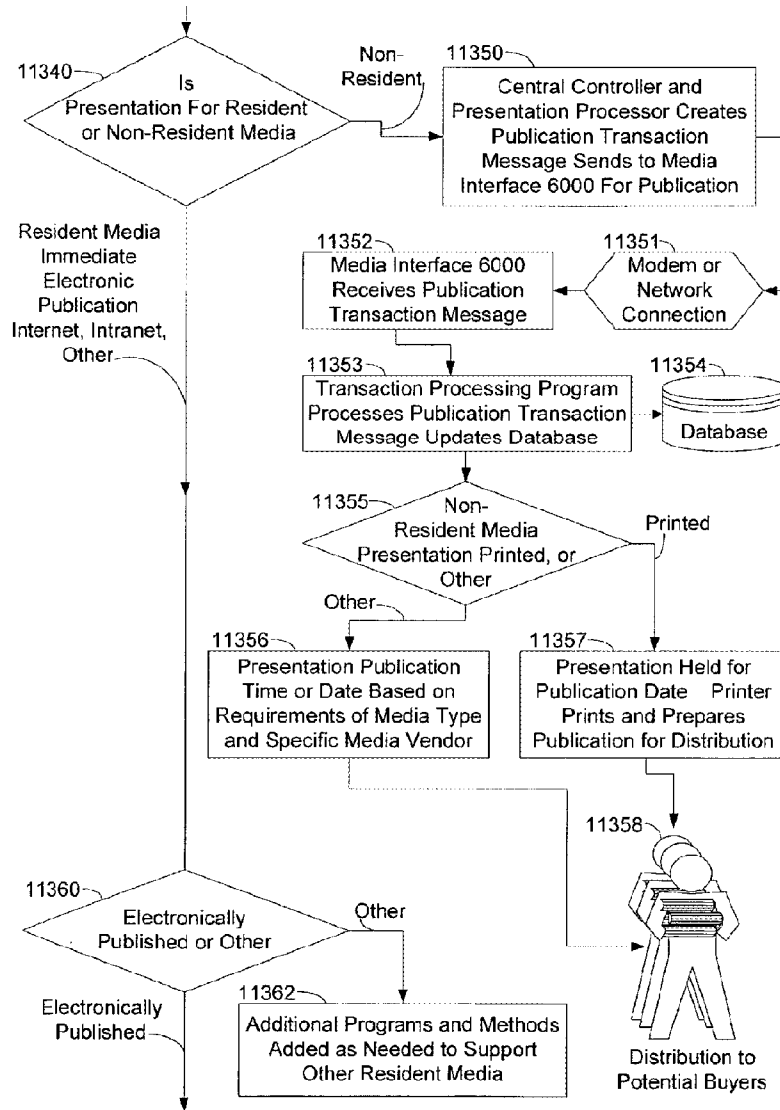 11340
Is
Presentation For Resident
or Non-Resident Media
Non-
Resident
11350
Central Controller and
Presentation Processor Creates
Publication Transaction
Message Sends to Media
Interface 6000 For Publication
Resident Media
Immediate
Electronic
Publication
Internet, Intranet,
Other
11352
Media Interface 6000
Receives Publication
Transaction Message
11351
Modem or
Network
Connection
11353
Transaction Processing Program
Processes Publication Transaction
Message Updates Database
11354
Database
11355
Non-
Resident Media
Presentation Printed, or
Other
Printed
Other
11356
Presentation Publication
Time or Date Based on
Requirements of Media Type
and Specific Media Vendor
11357
Presentation Held for
Publication Date Printer
Prints and Prepares
Publication for Distribution
11358
Distribution to
Potential Buyers
11360
Electronically
Published or Other
Other
Electronically
Published
11362
Additional Programs and Methods
Added as Needed to Support
Other Resident Media